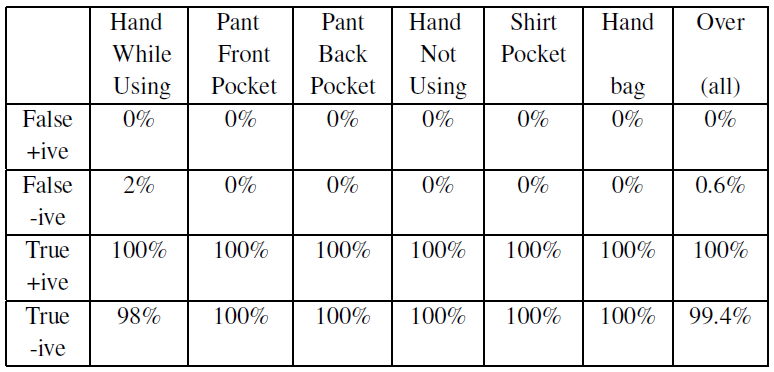 Hand Pant Pant Hand Shirt Hand Over
While Front Back Not Pocket
Using Pocket Pocket Using bag (all)
False 0% 0% 0% 0% 0% 0% 0%
+ive
False 2% 0% 0% 0% 0% 0% 0.6%
-ive
True 100% 100% 100% 100% 100% 100% 100%
+ive
True 98% 100% 100% 100% 100% 100% 99.4%
-ive